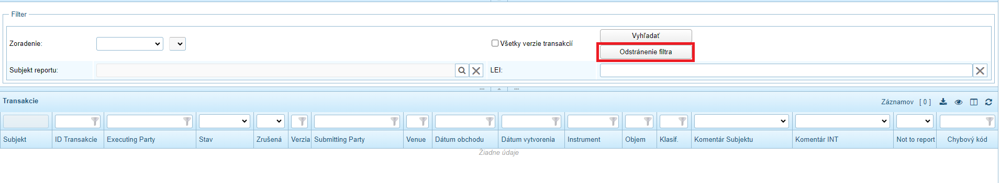 Filter
Zoradenie:
Všetky verzie transakcií
Vyhľadať
Odstránenie filtra
Subjekt reportu:
LEI:
Transakcie
Záznamov [ 0 ]
Subjekt ID Transakcie Executing Party Stav Zrušená Verzia Submitting Party Venue Dátum obchodu Dátum vytvorenia Instrument Objem Klasif. Komentár Subjektu Komentár INT Not to report Chybový kód
Žiadne údaje